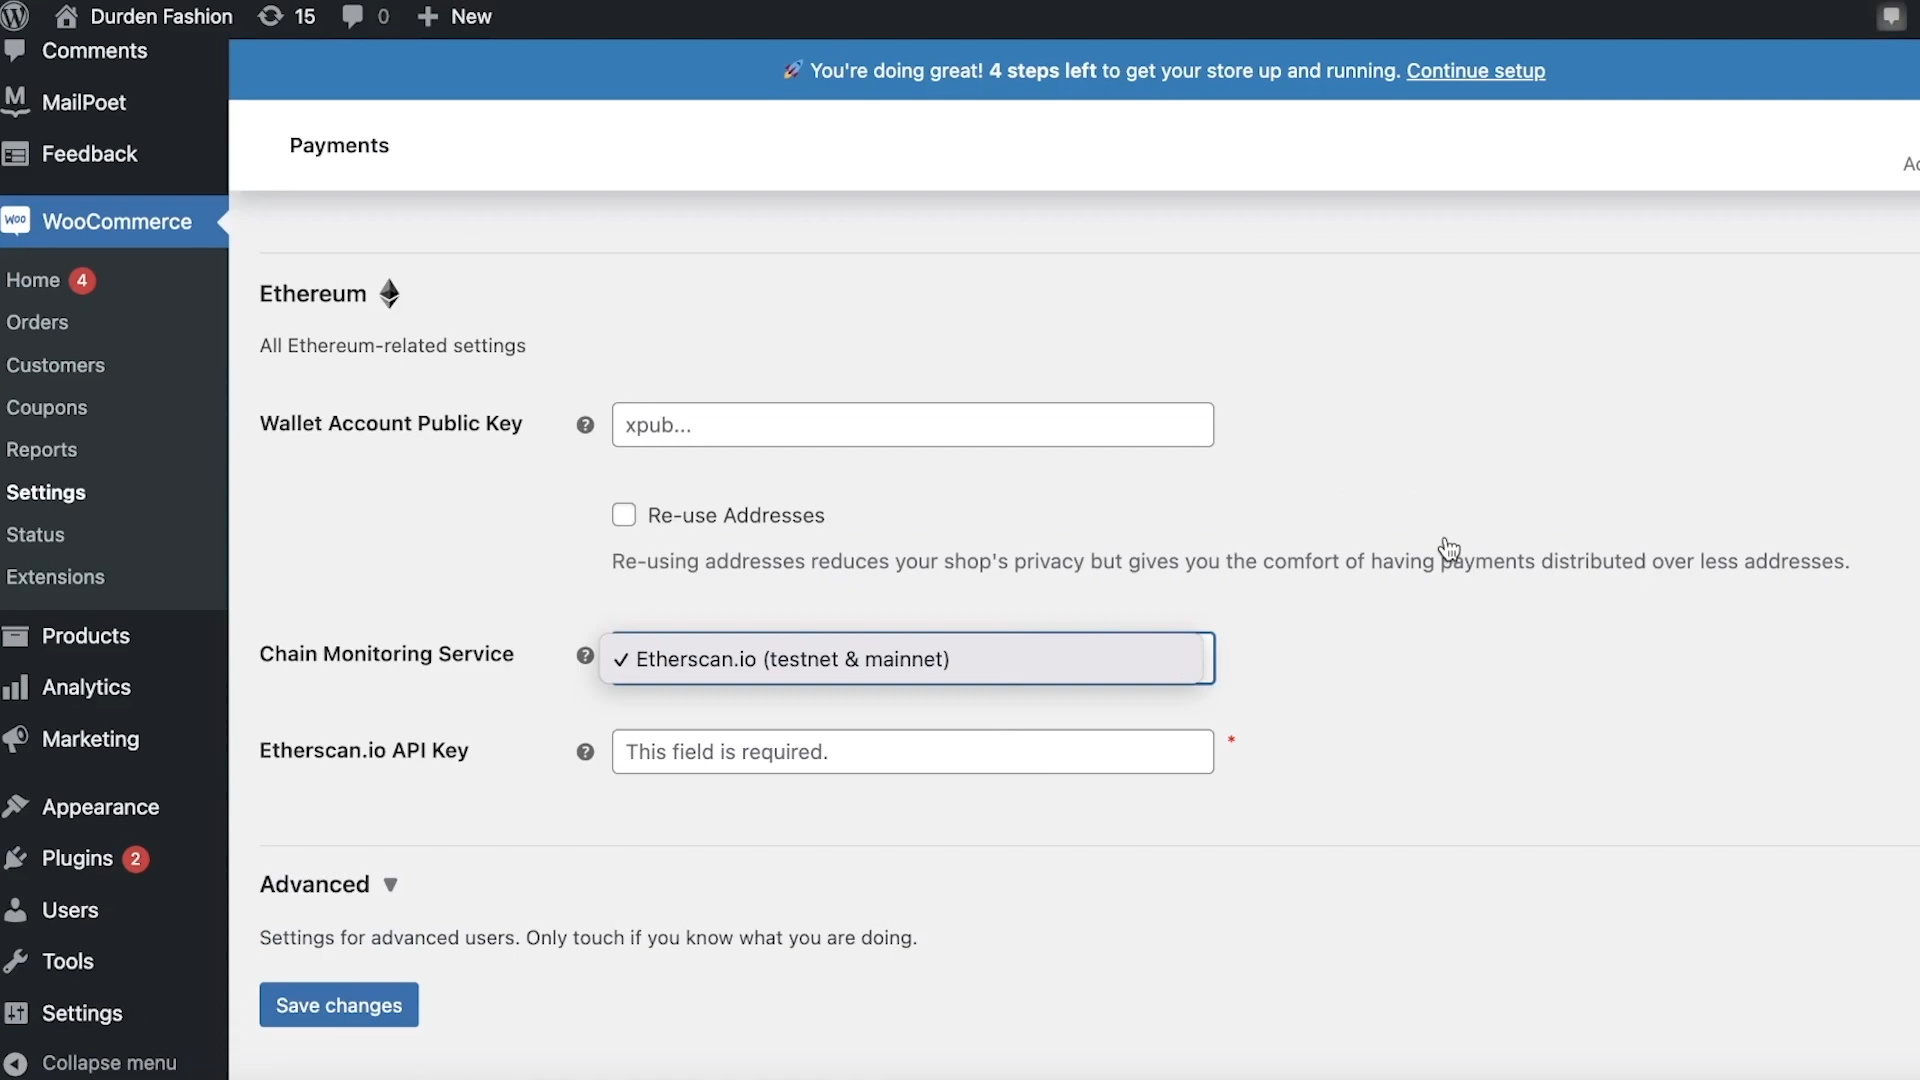 Durden Fashion 15 0 New
Comments
MailPoet
Feedback
WooCommerce
Home 4
Orders
Customers
Coupons
Reports
Settings
Status
Extensions
Products
Analytics
Marketing
Appearance
Plugins 2
Users
Tools
Settings
Collapse menu
🚀 You're doing great! 4 steps left to get your store up and running. Continue setup
Payments
Ac
Ethereum
All Ethereum-related settings
Wallet Account Public Key ? xpub...
Re-use Addresses
Re-using addresses reduces your shop's privacy but gives you the comfort of having payments distributed over less addresses.
Chain Monitoring Service ? ✓ Etherscan.io (testnet & mainnet)
Etherscan.io API Key ? This field is required. *
Advanced ▼
Settings for advanced users. Only touch if you know what you are doing.
Save changes